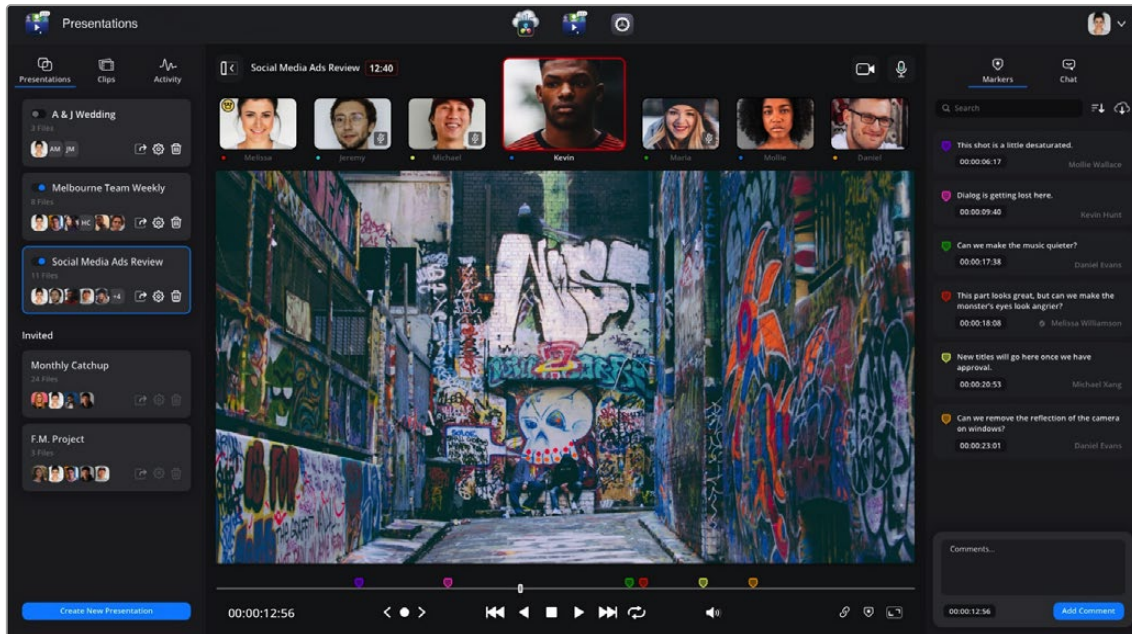 Presentations
Presentations
Clips
Activity
A & J Wedding
3 Files
AM
JM
Melbourne Team Weekly
8 Files
HC
Social Media Ads Review
11 Files
+4
Invited
Monthly Catchup
24 Files
F.M. Project
3 Files
Create New Presentation
Social Media Ads Review
12:40
Melissa
Jeremy
Michael
Kevin
Maria
Mollie
Daniel
00:00:12:56
Markers
Chat
Search
This shot is a little desaturated.
00:00:06:17
Mollie Wallace
Dialog is getting lost here.
00:00:09:40
Kevin Hunt
Can we make the music quieter?
00:00:17:38
Daniel Evans
This part looks great, but can we make the
monster's eyes look angrier?
00:00:18:08
Melissa Williamson
New titles will go here once we have
approval.
00:00:20:53
Michael Xang
Can we remove the reflection of the camera
on windows?
00:00:23:01
Daniel Evans
Comments...
00:00:12:56
Add Comment